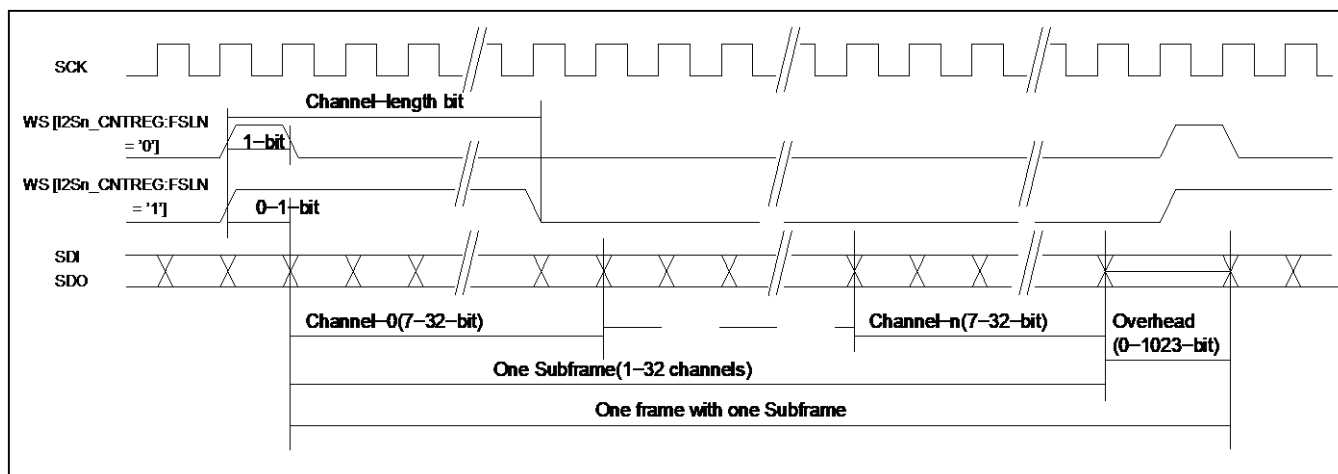 SCK
Channel-length bit
WS [I2Sn_CNTREG:FSLN
= '0']
1-bit
WS [I2Sn_CNTREG:FSLN
= '1']
0-1-bit
SDI
SDO
Channel-0(7-32-bit)
Channel-n(7-32-bit)
Overhead
(0-1023-bit)
One Subframe(1-32 channels)
One frame with one Subframe